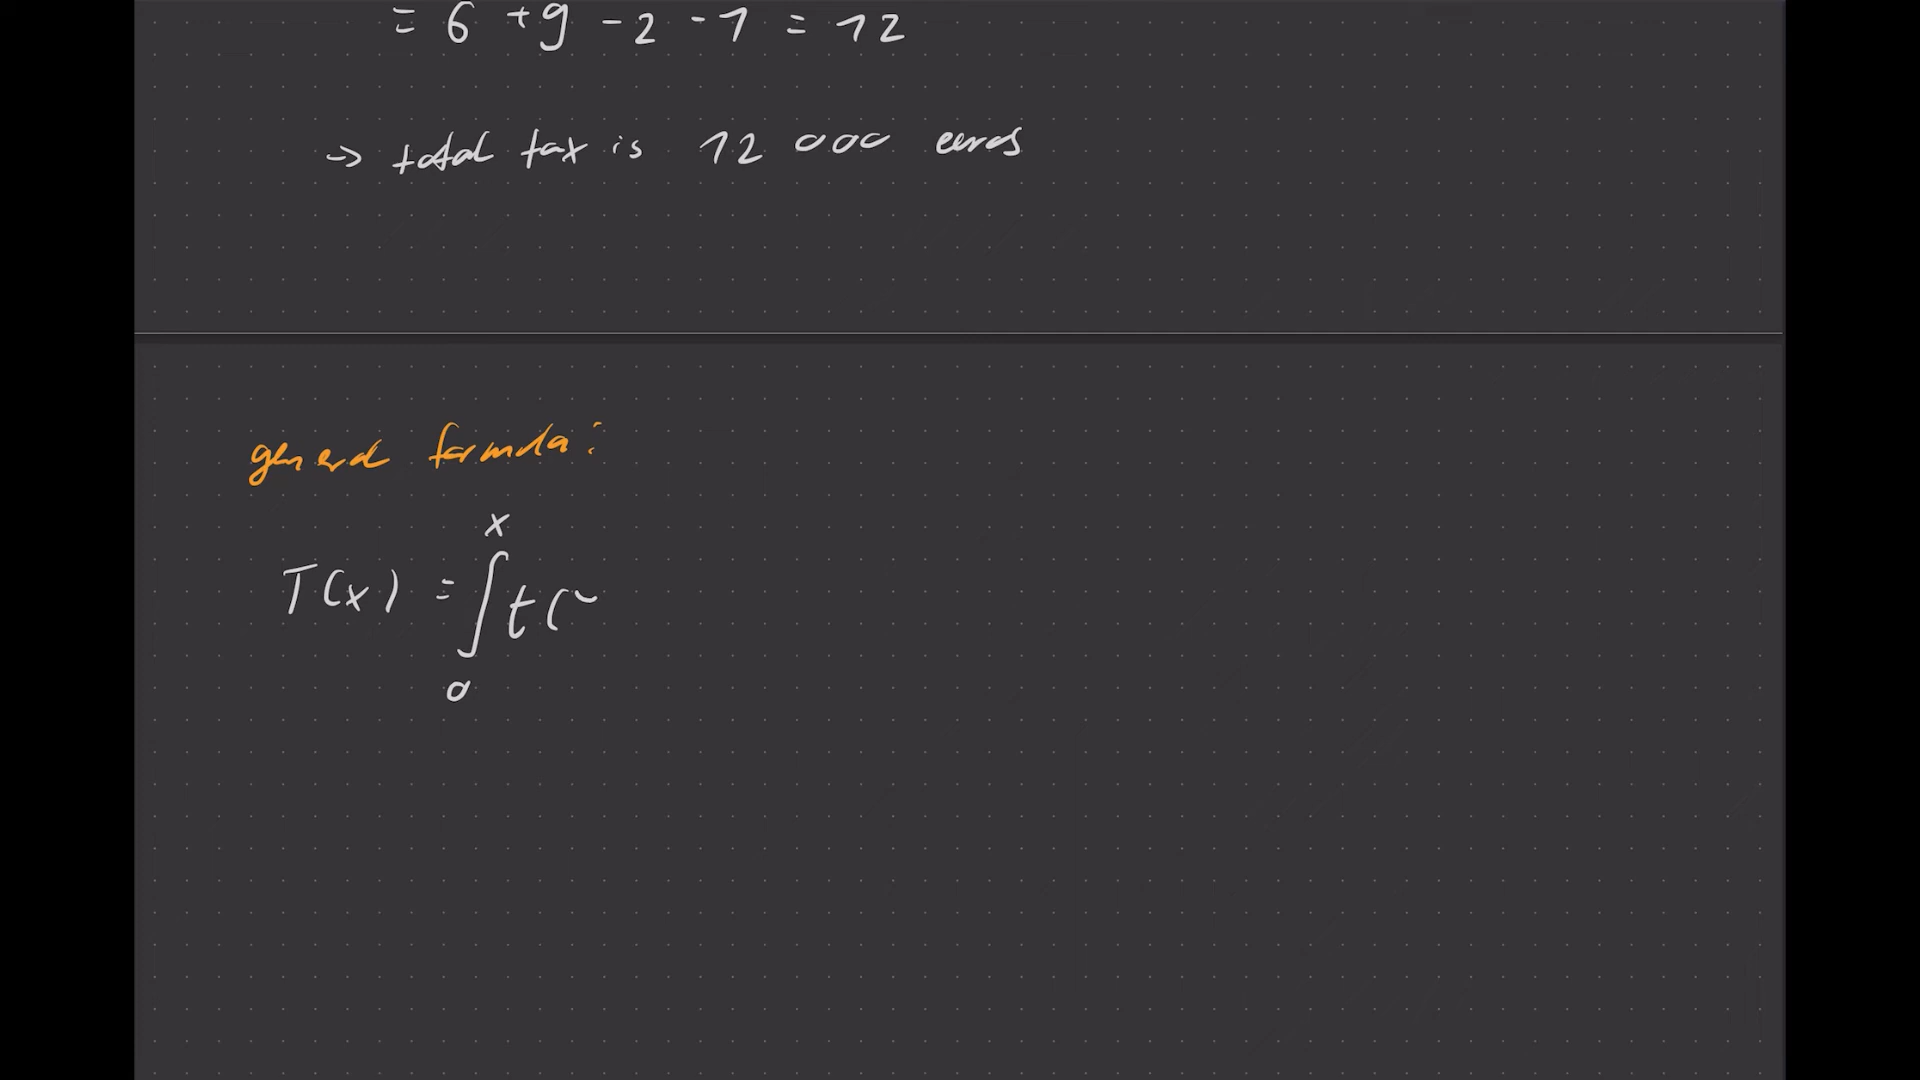 = 6 + 9 - 2 - 1 = 12
→ total tax is 12 000 euros
general formula:
x
T(x) = ∫ t(~
0